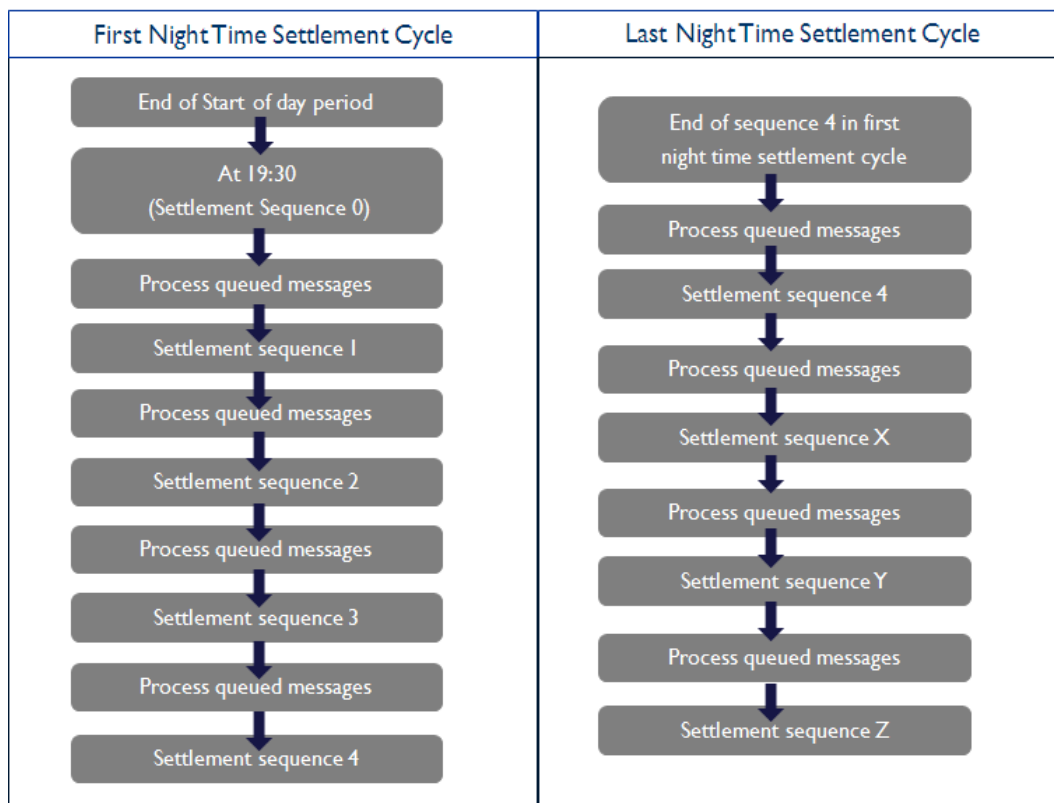 First Night Time Settlement Cycle
End of Start of day period
At 19:30
(Settlement Sequence 0)
Process queued messages
Settlement sequence 1
Process queued messages
Settlement sequence 2
Process queued messages
Settlement sequence 3
Process queued messages
Settlement sequence 4
Last Night Time Settlement Cycle
End of sequence 4 in first
night time settlement cycle
Process queued messages
Settlement sequence 4
Process queued messages
Settlement sequence X
Process queued messages
Settlement sequence Y
Process queued messages
Settlement sequence Z